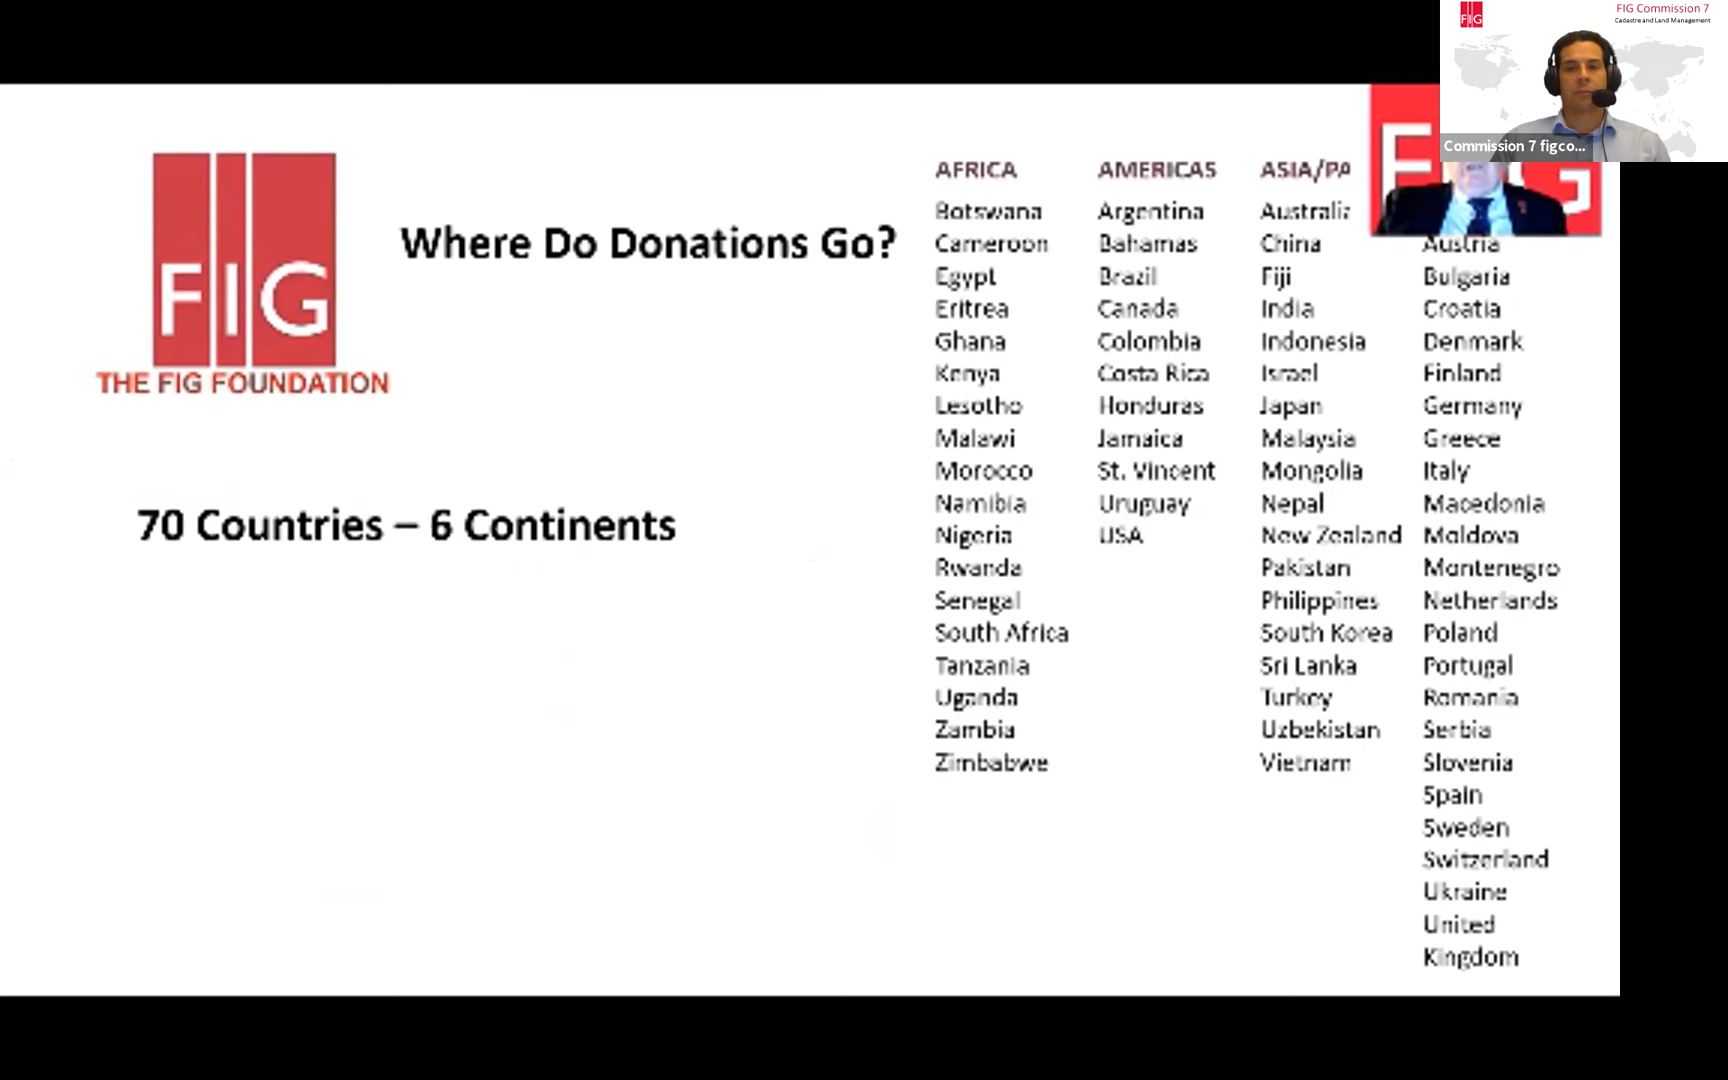 FIG
FIG Commission 7
Cadastre and Land Management
Commission 7 figco...
FIG
THE FIG FOUNDATION
Where Do Donations Go?
70 Countries – 6 Continents
AFRICA
Botswana
Cameroon
Egypt
Eritrea
Ghana
Kenya
Lesotho
Malawi
Morocco
Namibia
Nigeria
Rwanda
Senegal
South Africa
Tanzania
Uganda
Zambia
Zimbabwe
AMERICAS
Argentina
Bahamas
Brazil
Canada
Colombia
Costa Rica
Honduras
Jamaica
St. Vincent
Uruguay
USA
ASIA/PA
Australia
China
Fiji
India
Indonesia
Israel
Japan
Malaysia
Mongolia
Nepal
New Zealand
Pakistan
Philippines
South Korea
Sri Lanka
Turkey
Uzbekistan
Vietnam
Austria
Bulgaria
Croatia
Denmark
Finland
Germany
Greece
Italy
Macedonia
Moldova
Montenegro
Netherlands
Poland
Portugal
Romania
Serbia
Slovenia
Spain
Sweden
Switzerland
Ukraine
United
Kingdom